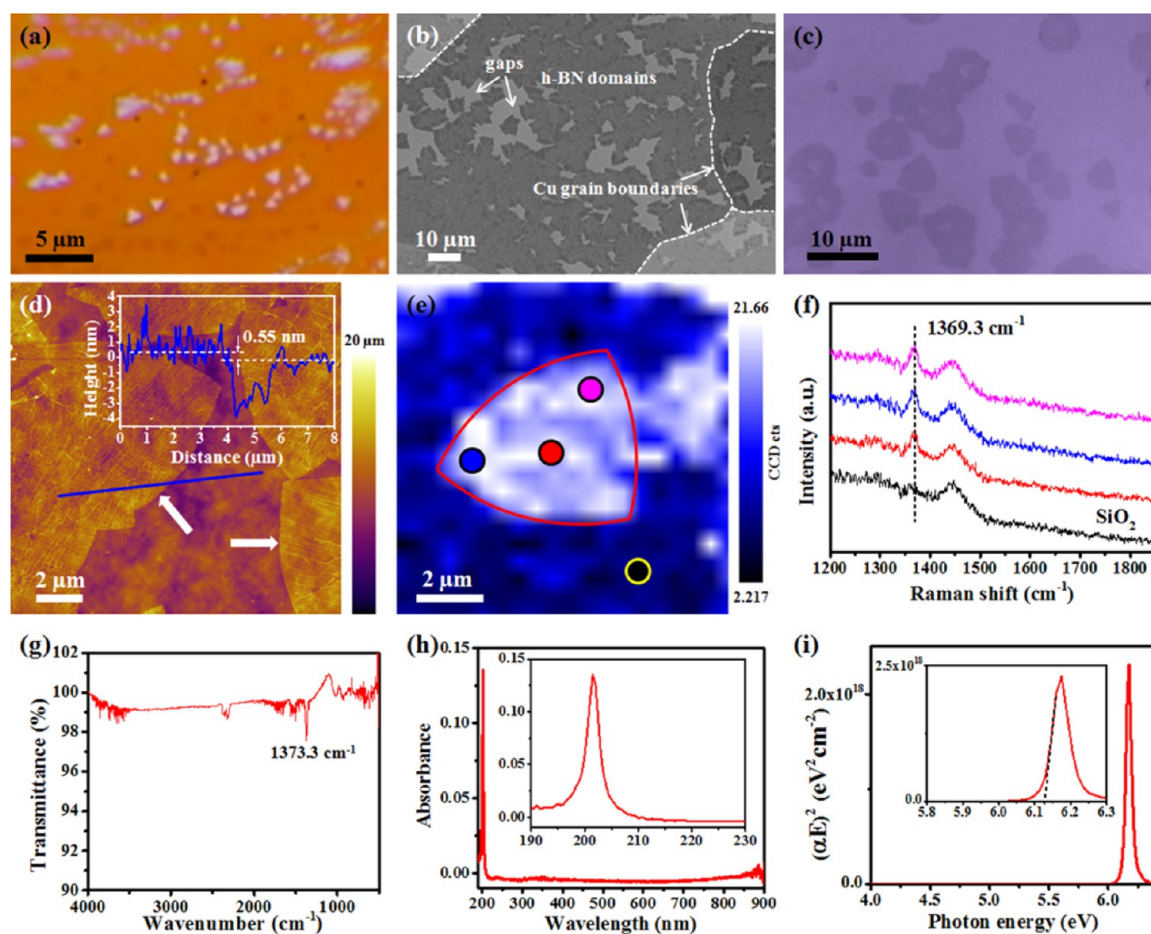 (a)
5 μm
(b)
gaps
h-BN domains
Cu grain boundaries
10 μm
(c)
10 μm
(d)
Height (nm)
4
3
2
1
0
-1
-2
-3
-4
0.55 nm
0 1 2 3 4 5 6 7 8
Distance (μm)
20 μm
2 μm
(e)
2 μm
21.66
CCD cts
2.217
(f)
1369.3 cm⁻¹
SiO₂
Intensity (a.u.)
1200 1300 1400 1500 1600 1700 1800
Raman shift (cm⁻¹)
(g)
Transmittance (%)
102
100
98
96
94
92
90
1373.3 cm⁻¹
4000 3000 2000 1000
Wavenumber (cm⁻¹)
(h)
Absorbance
0.15
0.10
0.05
0.00
0.15
0.10
0.05
0.00
190 200 210 220 230
200 300 400 500 600 700 800 900
Wavelength (nm)
(i)
(αE)² (eV²cm⁻²)
2.0x10¹⁸
0.0
2.5x10¹⁸
0.0
5.8 5.9 6.0 6.1 6.2 6.3
4.0 4.5 5.0 5.5 6.0
Photon energy (eV)